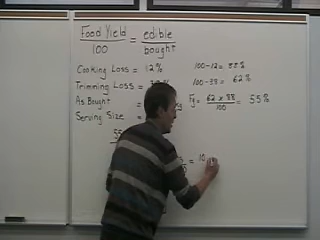 Food Yield / 100 = edible / bought
Cooking Loss = 12%
Trimming Loss =
As Bought = Kg
Serving Size =
55
100-12= 88%
100-38= 62%
Fy = 62 x 88 / 100 = 55%
= 10